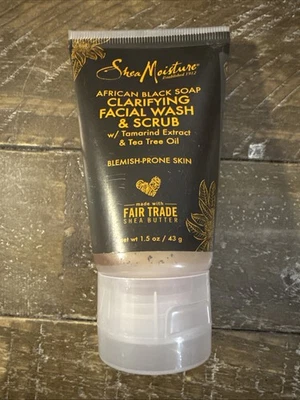 SheaMoisture
Established 1912
AFRICAN BLACK SOAP
CLARIFYING
FACIAL WASH
& SCRUB
w/ Tamarind Extract
& Tea Tree Oil
BLEMISH-PRONE SKIN
made with
FAIR TRADE
SHEA BUTTER
net wt 1.5 oz / 43 g